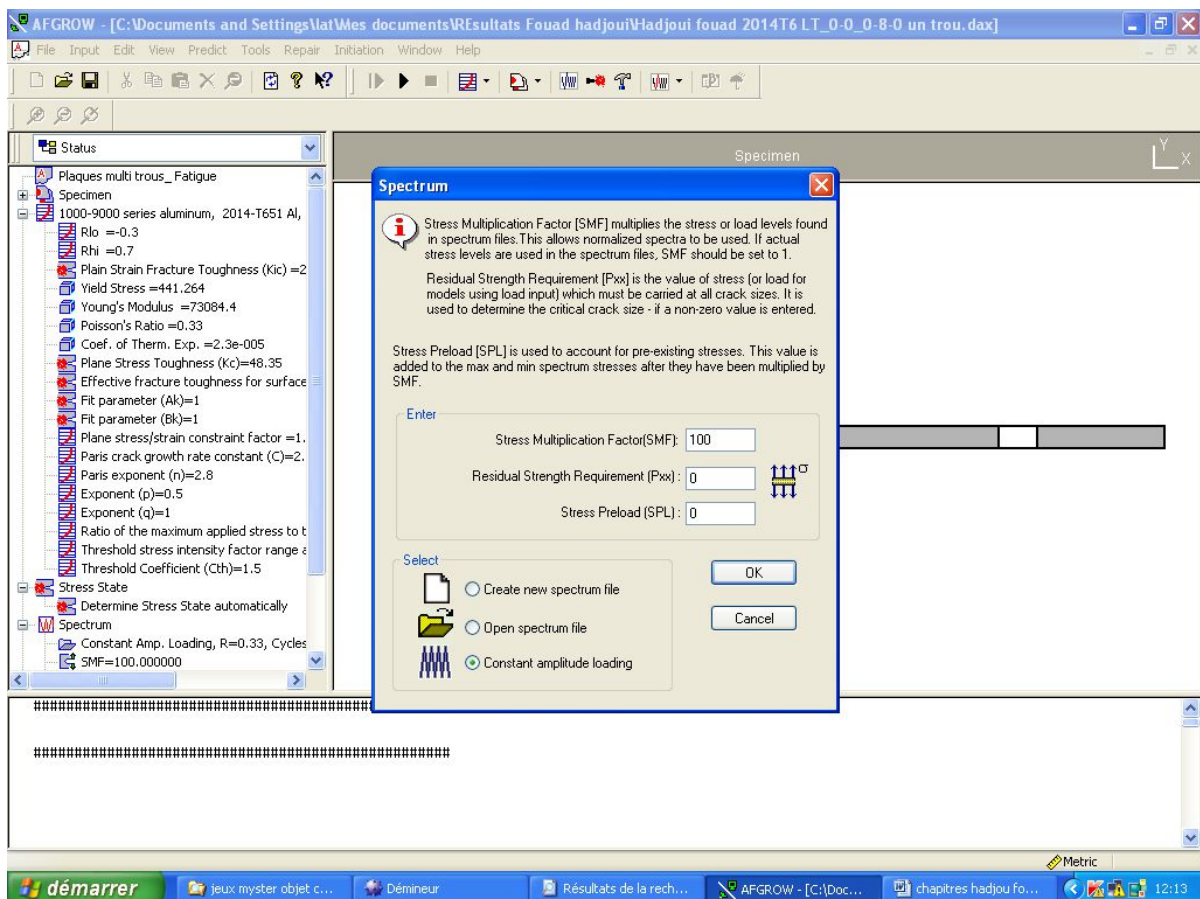 AFGROW - [C:\Documents and Settings\lat\Mes documents\REsultats Fouad hadjoui\Hadjoui fouad 2014T6 LT_0-0_0-8-0 un trou.dax]
File Input Edit View Predict Tools Repair Initiation Window Help
Status
Plaques multi trous_ Fatigue
Specimen
1000-9000 series aluminum, 2014-T651 Al,
Rlo =-0.3
Rhi =0.7
Plain Strain Fracture Toughness (Kic) =2
Yield Stress =441.264
Young's Modulus =73084.4
Poisson's Ratio =0.33
Coef. of Therm. Exp. =2.3e-005
Plane Stress Toughness (Kc)=48.35
Effective fracture toughness for surface
Fit parameter (Ak)=1
Fit parameter (Bk)=1
Plane stress/strain constraint factor =1.
Paris crack growth rate constant (C)=2.
Paris exponent (n)=2.8
Exponent (p)=0.5
Exponent (q)=1
Ratio of the maximum applied stress to t
Threshold stress intensity factor range a
Threshold Coefficient (Cth)=1.5
Stress State
Determine Stress State automatically
Spectrum
Constant Amp. Loading, R=0.33, Cycles
SMF=100.000000
Specimen
Y
X
Spectrum
Stress Multiplication Factor [SMF] multiplies the stress or load levels found
in spectrum files.This allows normalized spectra to be used. If actual
stress levels are used in the spectrum files, SMF should be set to 1.
Residual Strength Requirement [Pxx] is the value of stress (or load for
models using load input) which must be carried at all crack sizes. It is
used to determine the critical crack size - if a non-zero value is entered.
Stress Preload [SPL] is used to account for pre-existing stresses. This value is
added to the max and min spectrum stresses after they have been multiplied by
SMF.
Enter
Stress Multiplication Factor(SMF): 100
Residual Strength Requirement (Pxx) : 0
σ
Stress Preload (SPL) : 0
Select
Create new spectrum file
Open spectrum file
Constant amplitude loading
OK
Cancel
###########################################
####################################################
Metric
démarrer
jeux myster objet c...
Démineur
Résultats de la rech...
AFGROW - [C:\Doc...
chapitres hadjou fo...
12:13